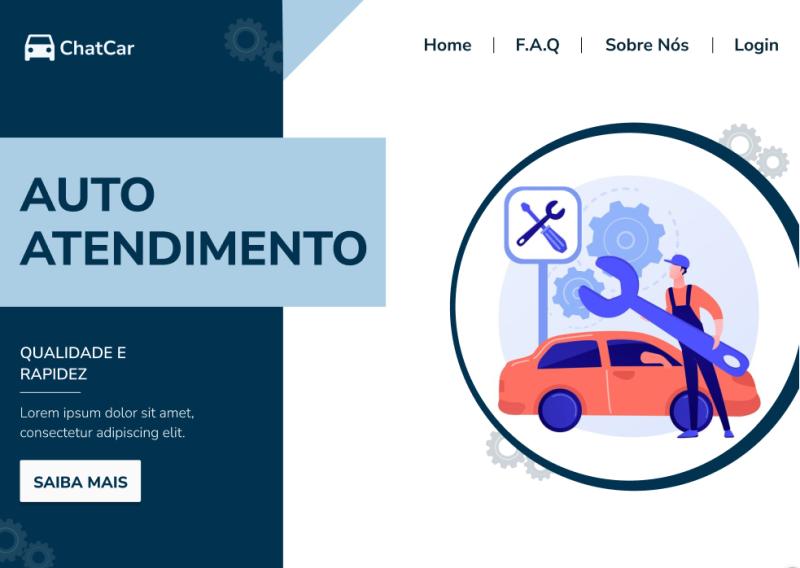 ChatCar
Home
F.A.Q
Sobre Nós
Login
AUTO
ATENDIMENTO
QUALIDADE E
RAPIDEZ
Lorem ipsum dolor sit amet,
consectetur adipiscing elit.
SAIBA MAIS